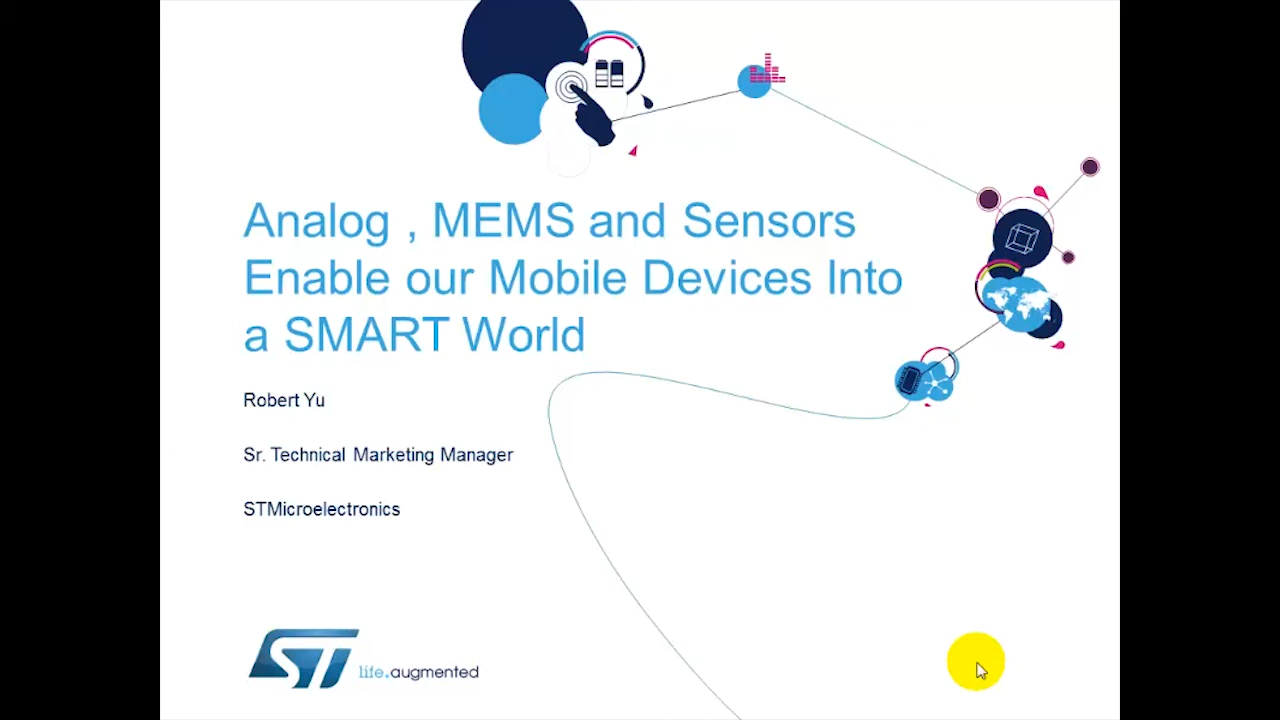 Analog , MEMS and Sensors
Enable our Mobile Devices Into
a SMART World
Robert Yu
Sr. Technical Marketing Manager
STMicroelectronics
ST life.augmented